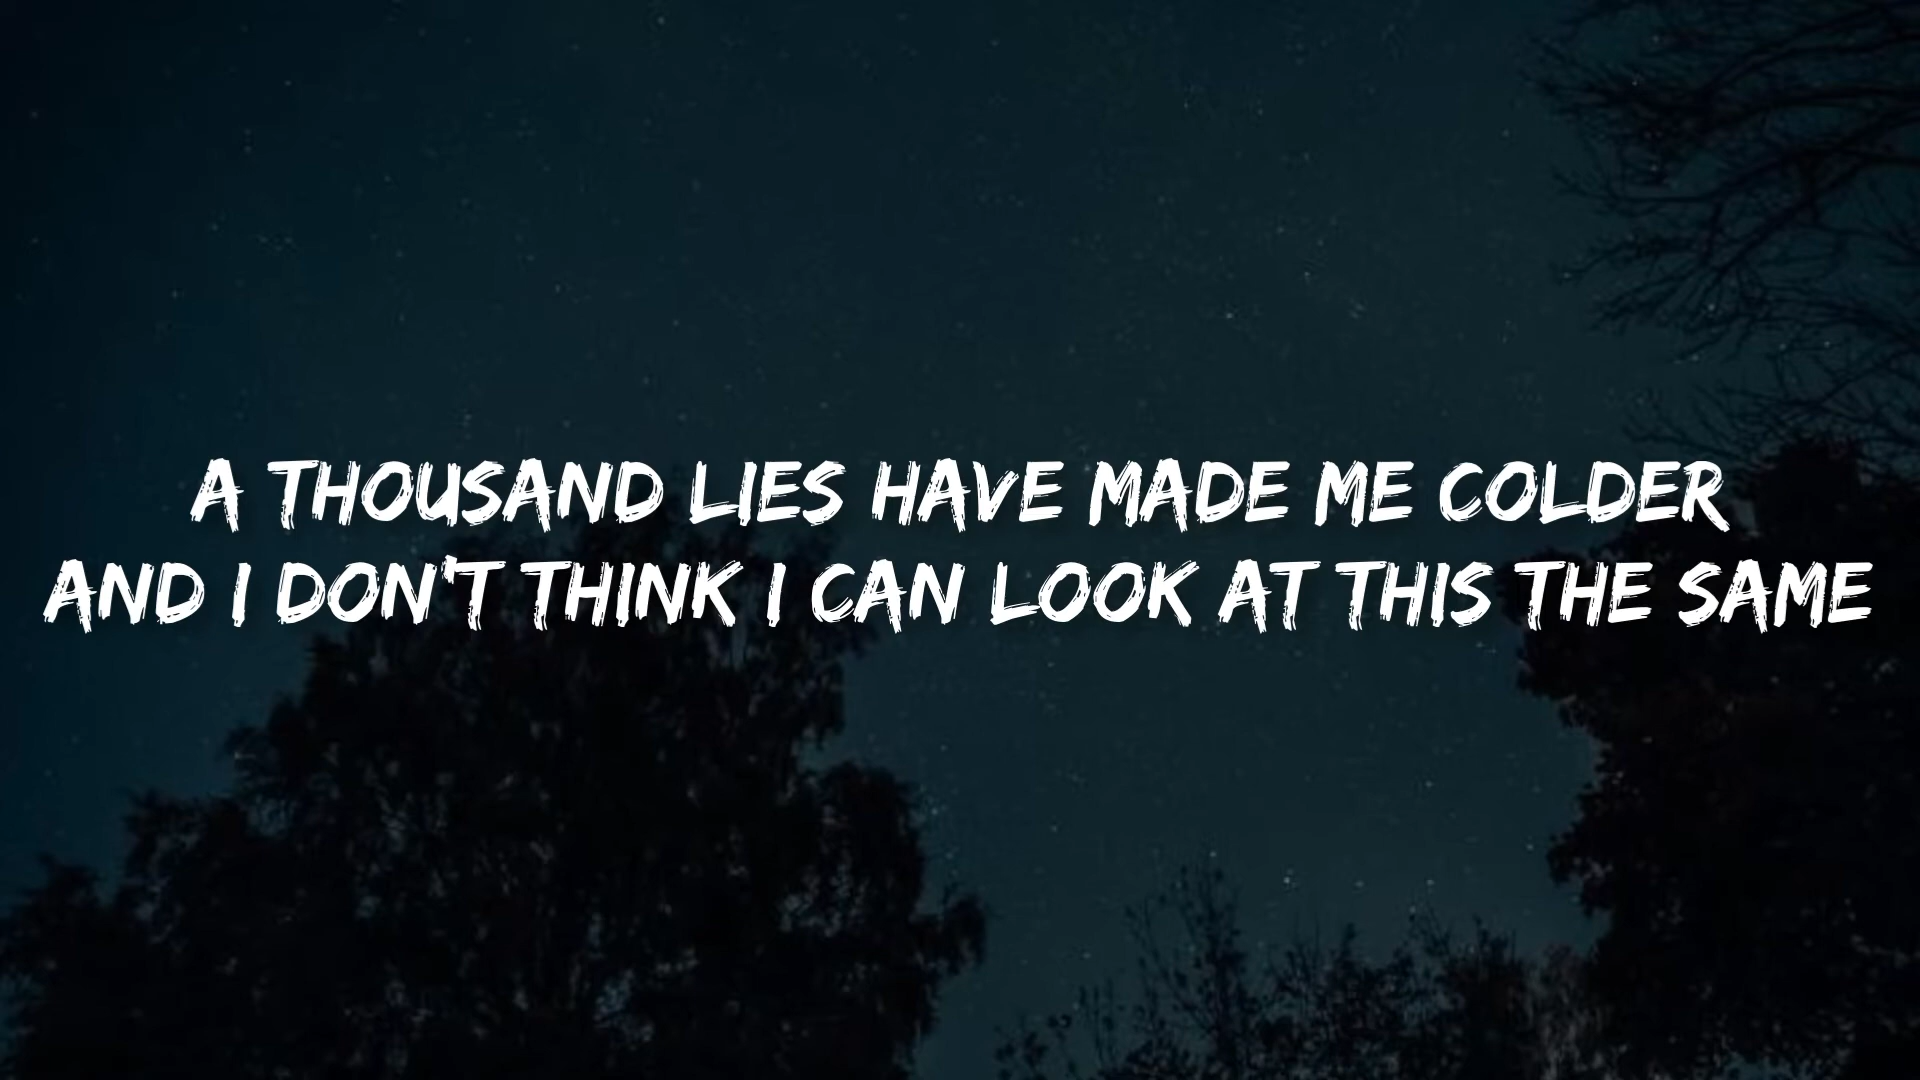 A THOUSAND LIES HAVE MADE ME COLDER
AND I DON'T THINK I CAN LOOK AT THIS THE SAME